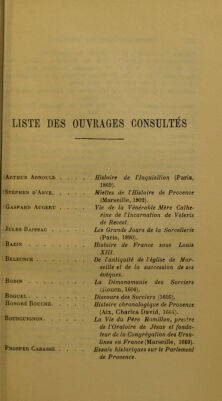 LISTE DES OUVRAGES CONSULTÉS
Arthur Arnould . . . . Histoire de l'Inquisition (Paris,
1869).
Stéphen d'Arve. . . . . Miettes de l'Histoire de Provence
(Marseille, 1902).
Gaspard Augery . . . . Vie de la Vénérable Mère Cathe-
rine de l'Incarnation de Veteris
de Revest.
Jules Baissac . . . . . Les Grands Jours de la Sorcellerie
(Paris, 1890).
Bazin . . . . . . . . Histoire de France sous Louis
XIII.
Belsunce . . . . . . . De l'antiquité de l'église de Mar-
seille et de la succession de ses
évêques.
Bodin . . . . . . . . La Démonomanie des Sorciers
(Rouen, 1604).
Boguet . . . . . . . . Discours des Sorciers
Honoré Bouche. . . . . Histoire chronologique de Provence
(Aix, Charles David, 1664).
Bourguignon. . . . . . La Vie du Père Romillon, prestre
de l'Oratoire de Jésus et fonda-
teur de la Congrégation des Ursu-
lines en France (Marseille, 1669).
Prosper Cabasse . . . . Essais historiques sur le Parlement
de Provence.